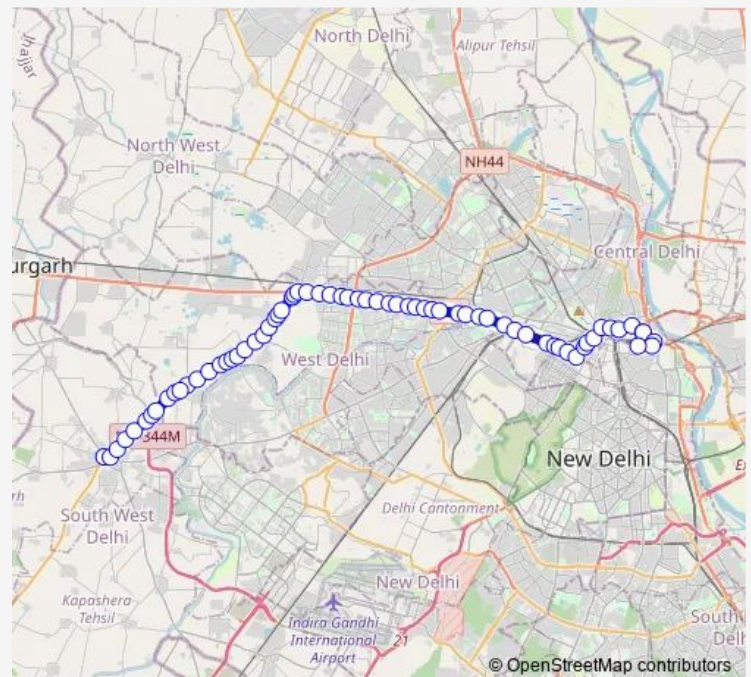 North Delhi
Alipur Tehsil
Jhajjar
NH44
North West
Delhi
Central Delhi
urgarh
West Delhi
344M
New Delhi
South West
Delhi
Delhi Cantonment
Kapashera
Tehsil
New Delhi
Indira Gandhi
International
Airport
21
South
Delh
© OpenStreetMap contributors